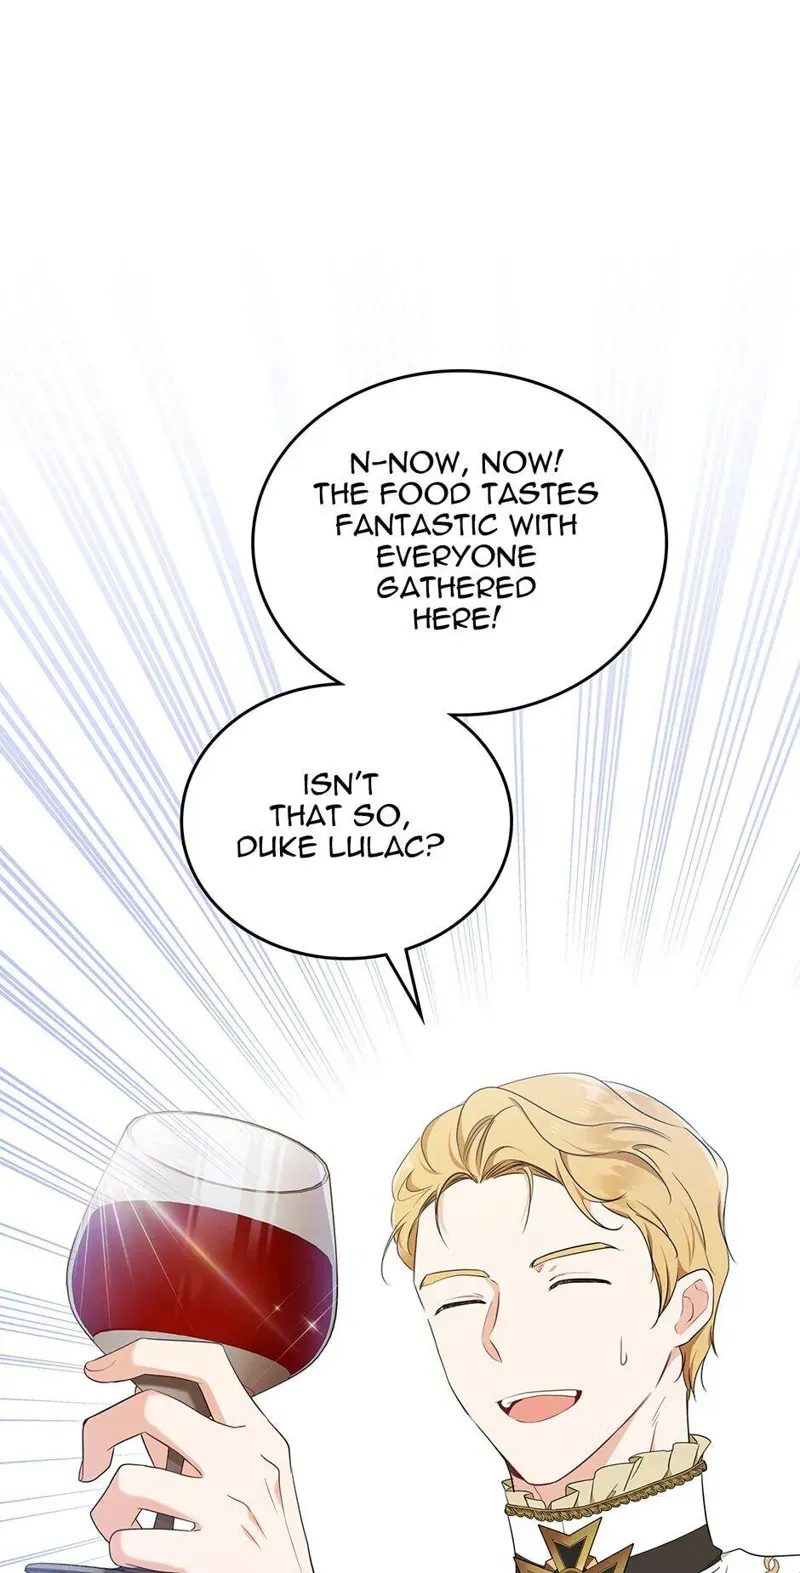 N-NOW, NOW!
THE FOOD TASTES
FANTASTIC WITH
EVERYONE
GATHERED
HERE!
ISN'T
THAT SO,
DUKE LULAC?